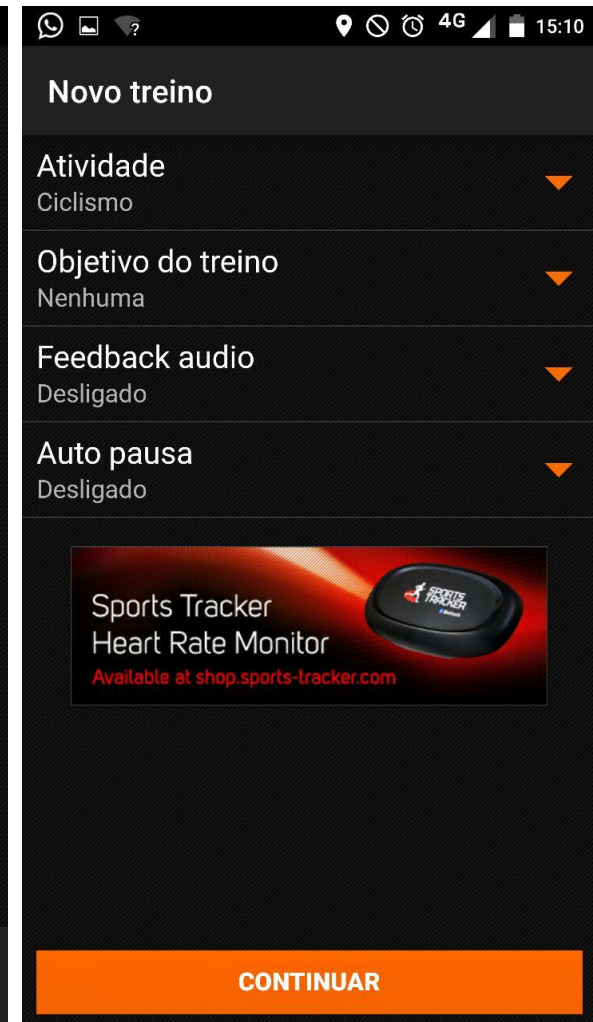 4G 15:10
Novo treino
Atividade
Ciclismo
Objetivo do treino
Nenhuma
Feedback audio
Desligado
Auto pausa
Desligado
Sports Tracker
Heart Rate Monitor
Available at shop.sports-tracker.com
SPORTS
TRACKER
Bluetooth
CONTINUAR